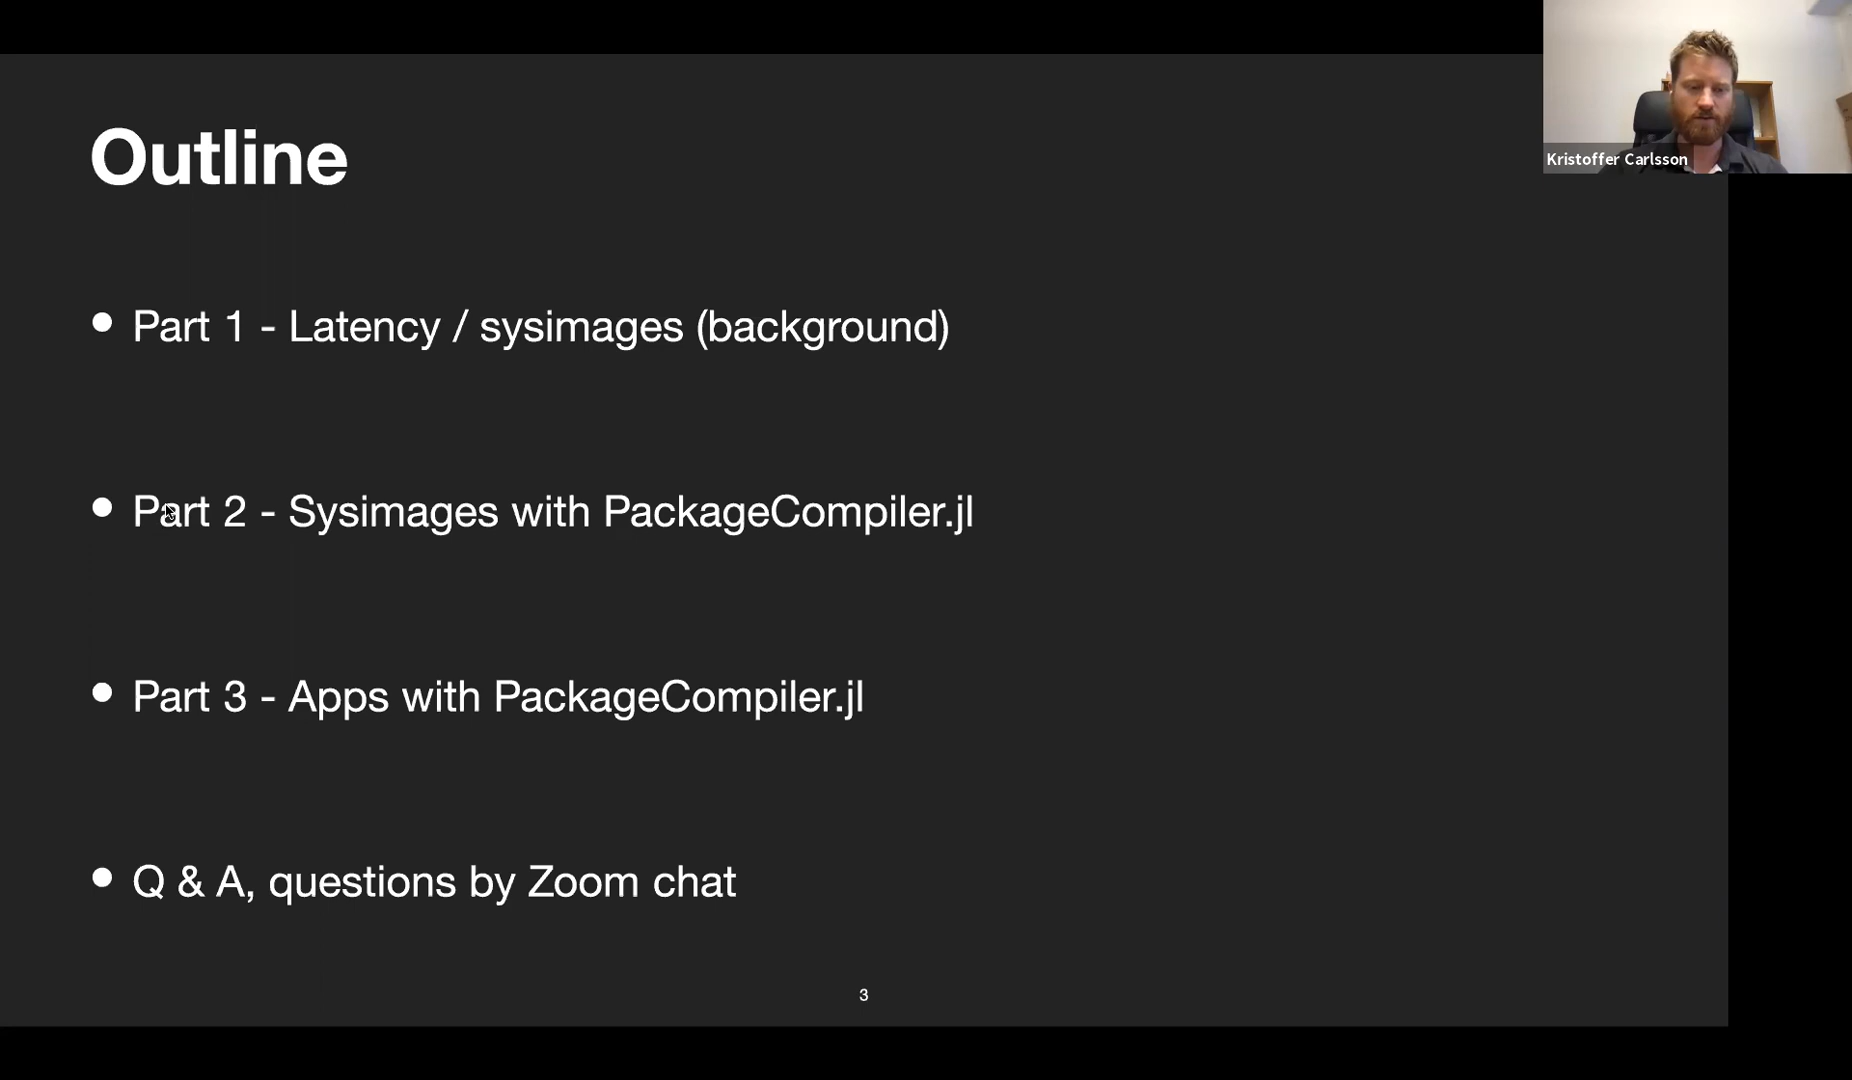 Outline
Kristoffer Carlsson
• Part 1 - Latency / sysimages (background)
• Part 2 - Sysimages with PackageCompiler.jl
• Part 3 - Apps with PackageCompiler.jl
• Q & A, questions by Zoom chat
3